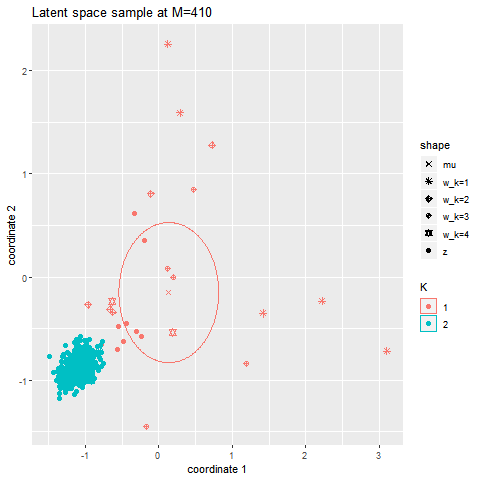 Latent space sample at M=410
2
1
0
-1
coordinate 2
-1
0
1
2
3
coordinate 1
shape
mu
w_k=1
w_k=2
w_k=3
w_k=4
z
K
1
2